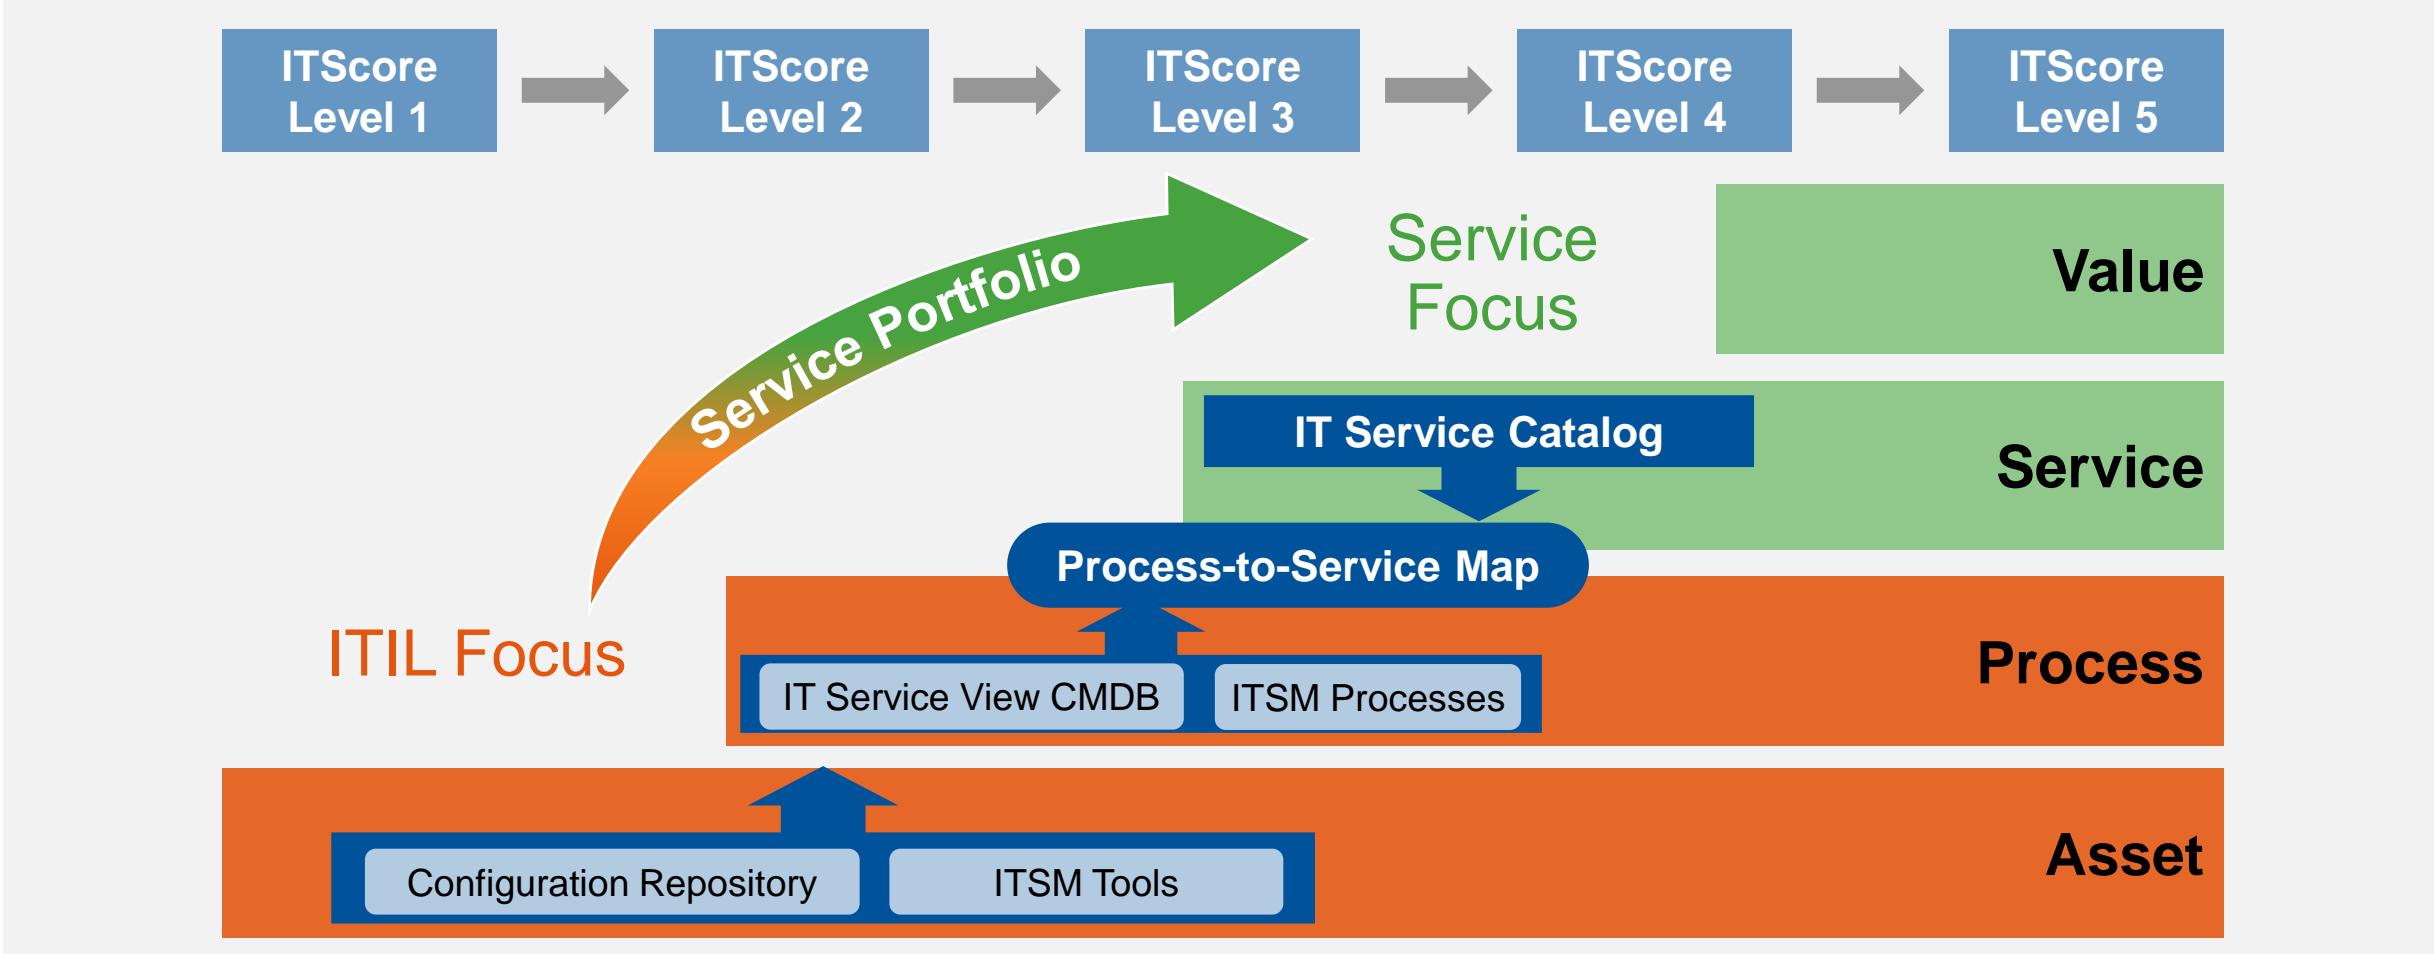 ITScore
Level 1
ITScore
Level 2
ITScore
Level 3
ITScore
Level 4
ITScore
Level 5
Service Portfolio
Service
Focus
Value
IT Service Catalog
Service
Process-to-Service Map
ITIL Focus
IT Service View CMDB
ITSM Processes
Process
Configuration Repository
ITSM Tools
Asset